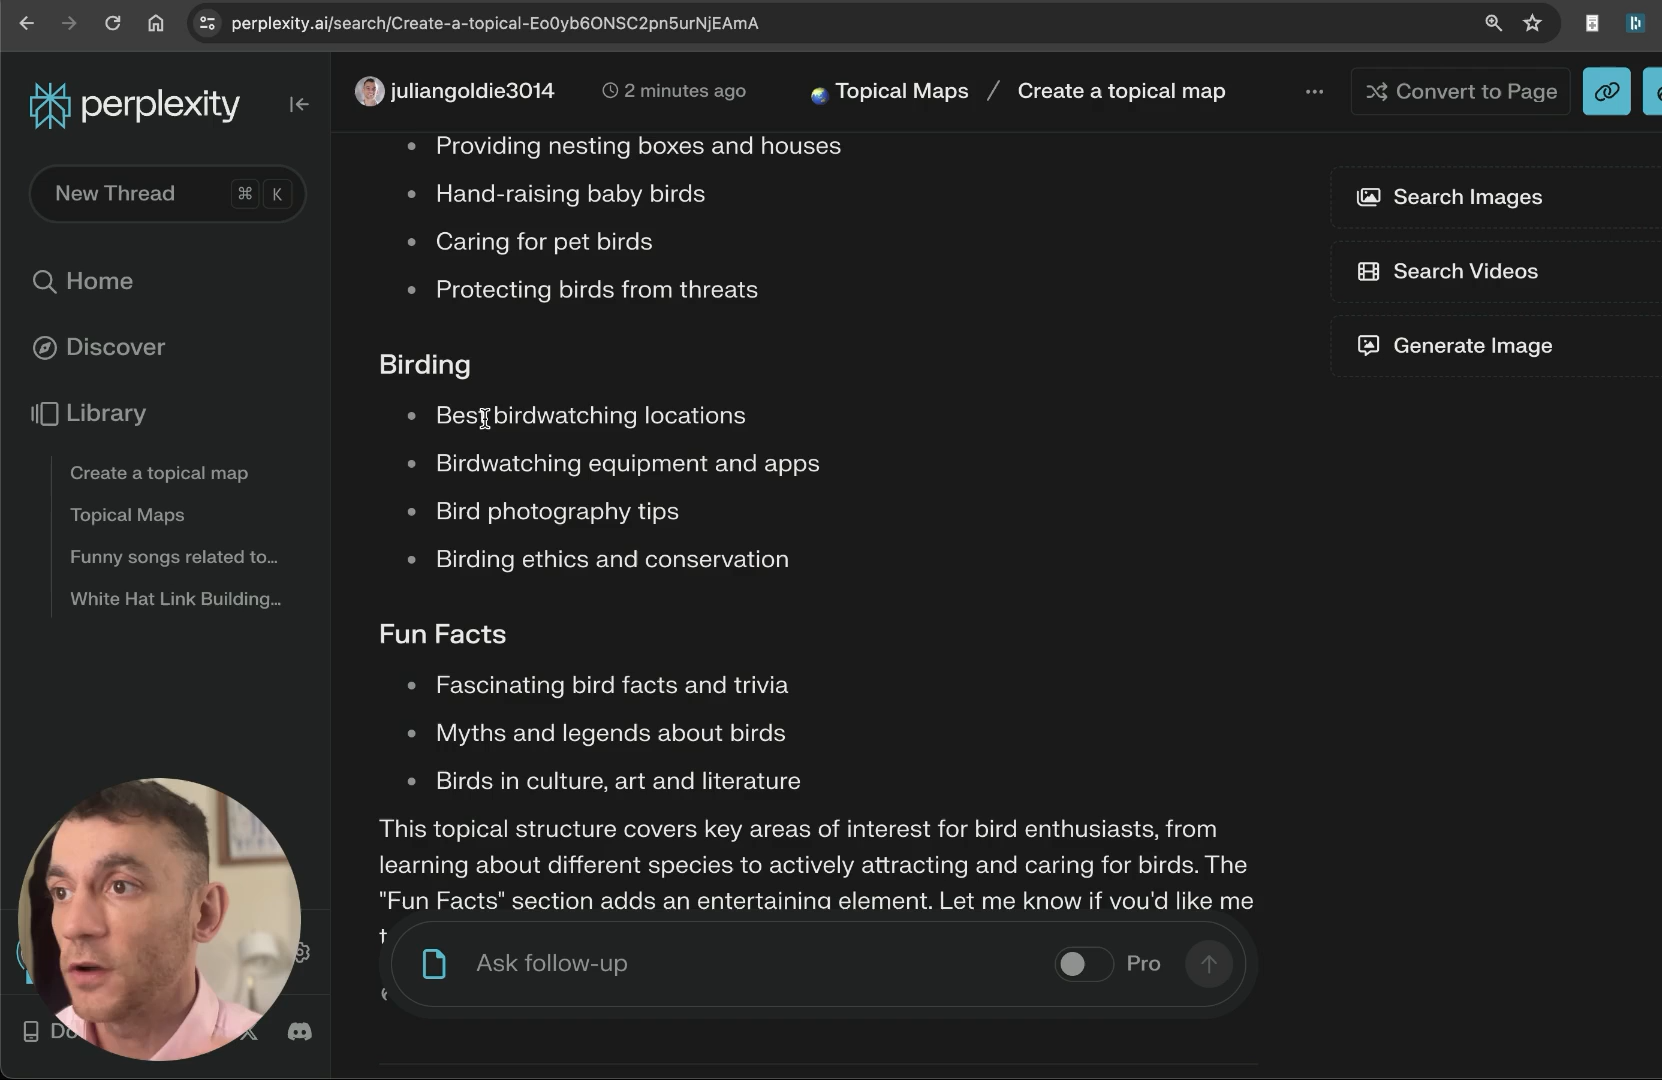 perplexity.ai/search/Create-a-topical-Eo0yb6ONSC2pn5urNjEAmA
perplexity
New Thread ⌘ K
Home
Discover
Library
Create a topical map
Topical Maps
Funny songs related to...
White Hat Link Building...
juliangoldie3014
2 minutes ago
Topical Maps / Create a topical map
Convert to Page
Providing nesting boxes and houses
Hand-raising baby birds
Caring for pet birds
Protecting birds from threats
Birding
Best birdwatching locations
Birdwatching equipment and apps
Bird photography tips
Birding ethics and conservation
Fun Facts
Fascinating bird facts and trivia
Myths and legends about birds
Birds in culture, art and literature
This topical structure covers key areas of interest for bird enthusiasts, from
learning about different species to actively attracting and caring for birds. The
"Fun Facts" section adds an entertaining element. Let me know if you'd like me
Ask follow-up
Pro
Search Images
Search Videos
Generate Image